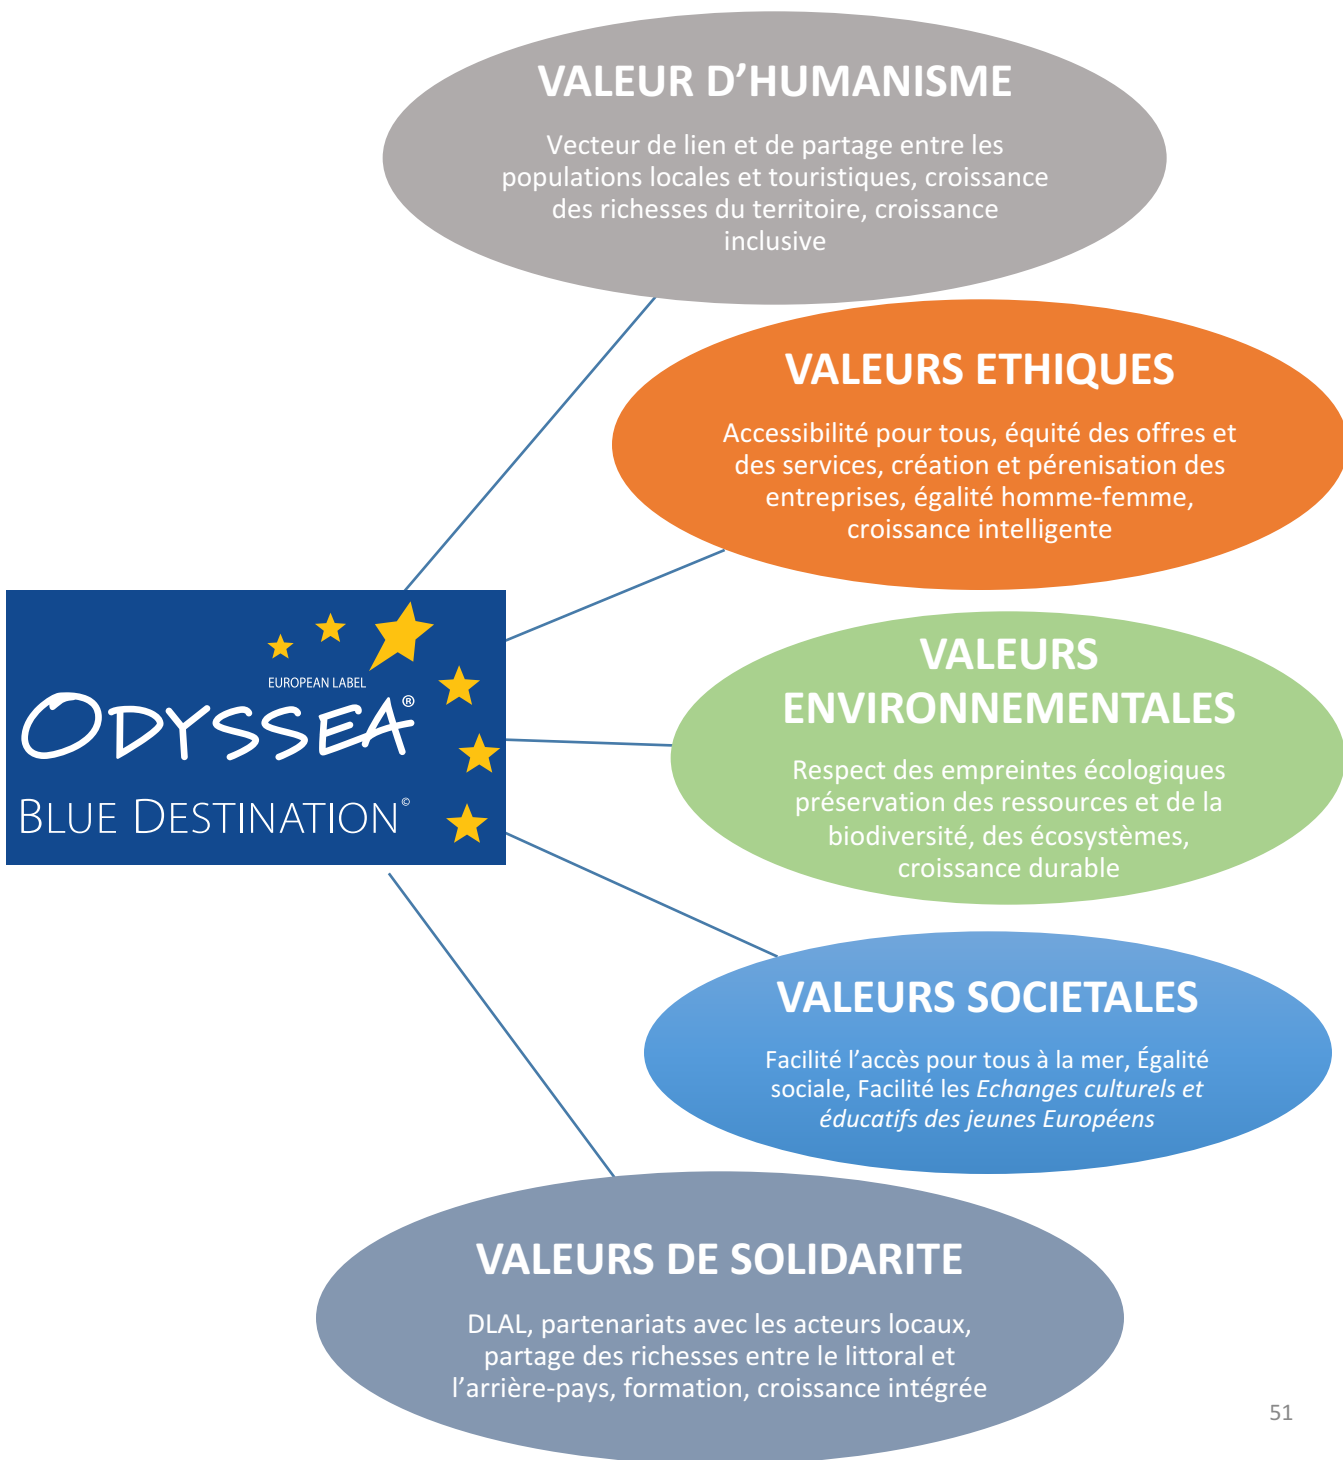 VALEUR D’HUMANISME
Vecteur de lien et de partage entre les
populations locales et touristiques, croissance
des richesses du territoire, croissance
inclusive
VALEURS ETHIQUES
Accessibilité pour tous, équité des offres et
des services, création et pérenisation des
entreprises, égalité homme-femme,
croissance intelligente
EUROPEAN LABEL
ODYSSEA®
BLUE DESTINATION©
VALEURS
ENVIRONNEMENTALES
Respect des empreintes écologiques
préservation des ressources et de la
biodiversité, des écosystèmes,
croissance durable
VALEURS SOCIETALES
Facilité l’accès pour tous à la mer, Égalité
sociale, Facilité les Echanges culturels et
éducatifs des jeunes Européens
VALEURS DE SOLIDARITE
DLAL, partenariats avec les acteurs locaux,
partage des richesses entre le littoral et
l’arrière-pays, formation, croissance intégrée
51